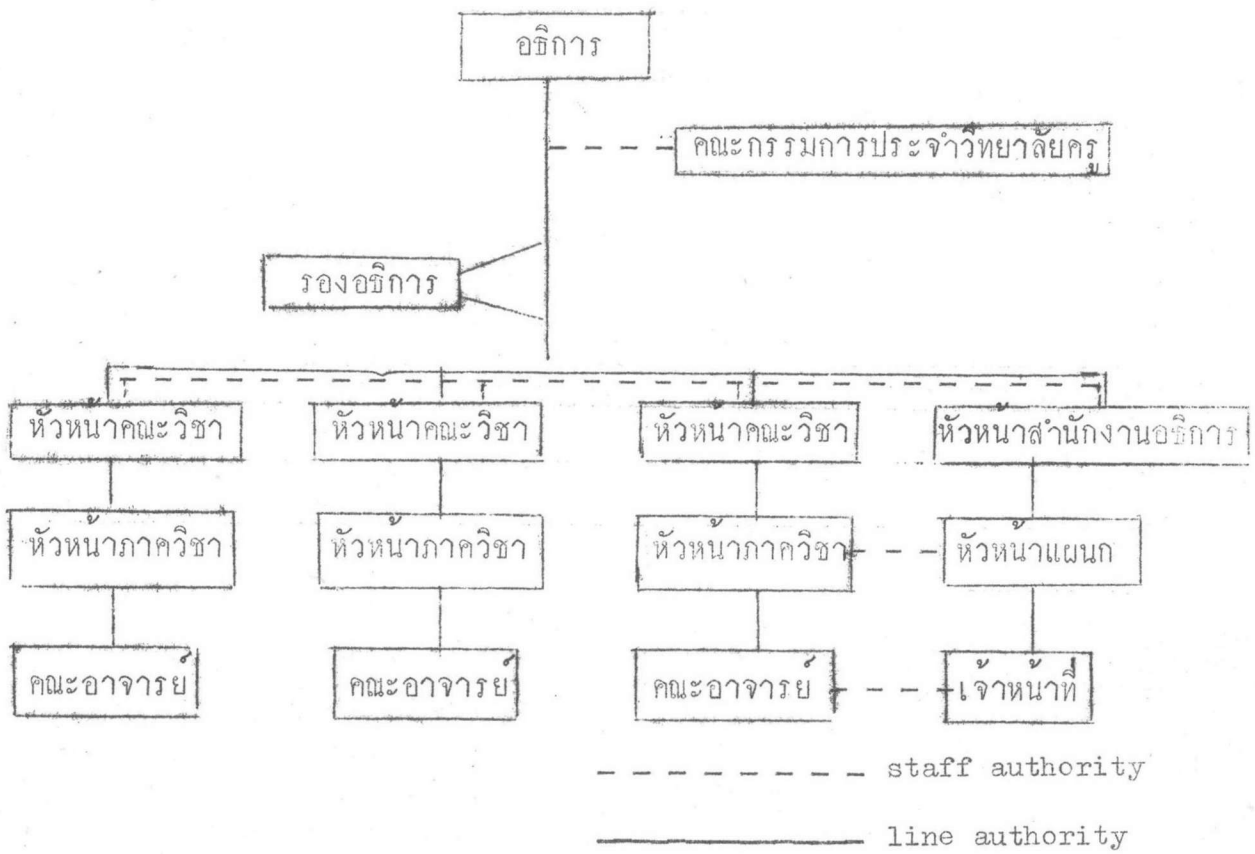 อธิการ
คณะกรรมการประจำวิทยาลัยครู
รองอธิการ
หัวหน้าคณะวิชา
หัวหน้าคณะวิชา
หัวหน้าคณะวิชา
หัวหน้าสำนักงานอธิการ
หัวหน้าภาควิชา
หัวหน้าภาควิชา
หัวหน้าภาควิชา
หัวหน้าแผนก
คณะอาจารย์
คณะอาจารย์
คณะอาจารย์
เจ้าหน้าที่
staff authority
line authority